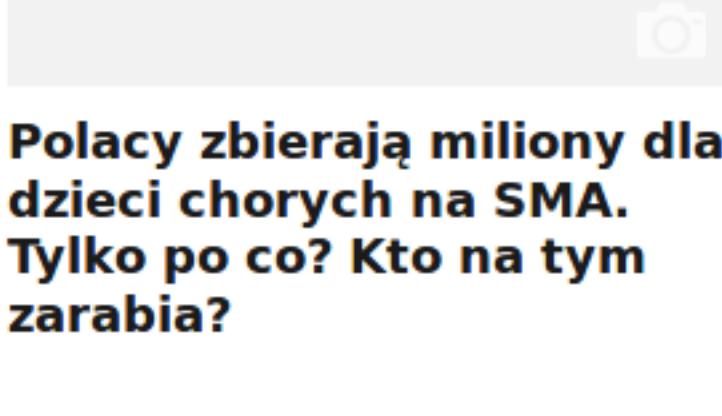 Polacy zbierają miliony dla
dzieci chorych na SMA.
Tylko po co? Kto na tym
zarabia?